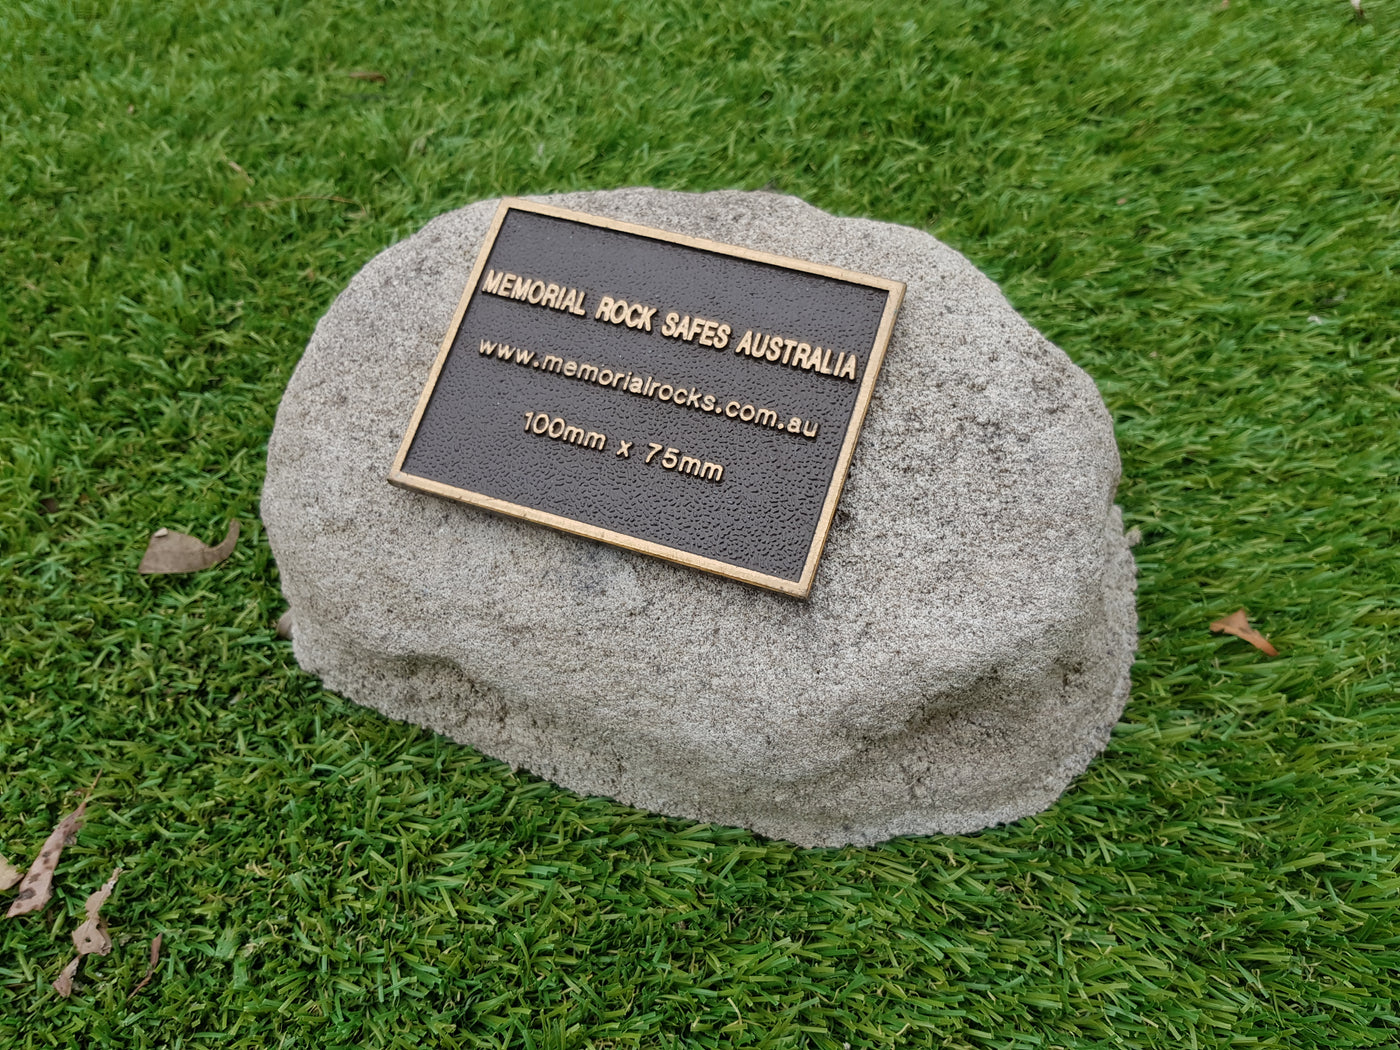 MEMORIAL ROCK SAFES AUSTRALIA
www.memorialrocks.com.au
100mm x 75mm